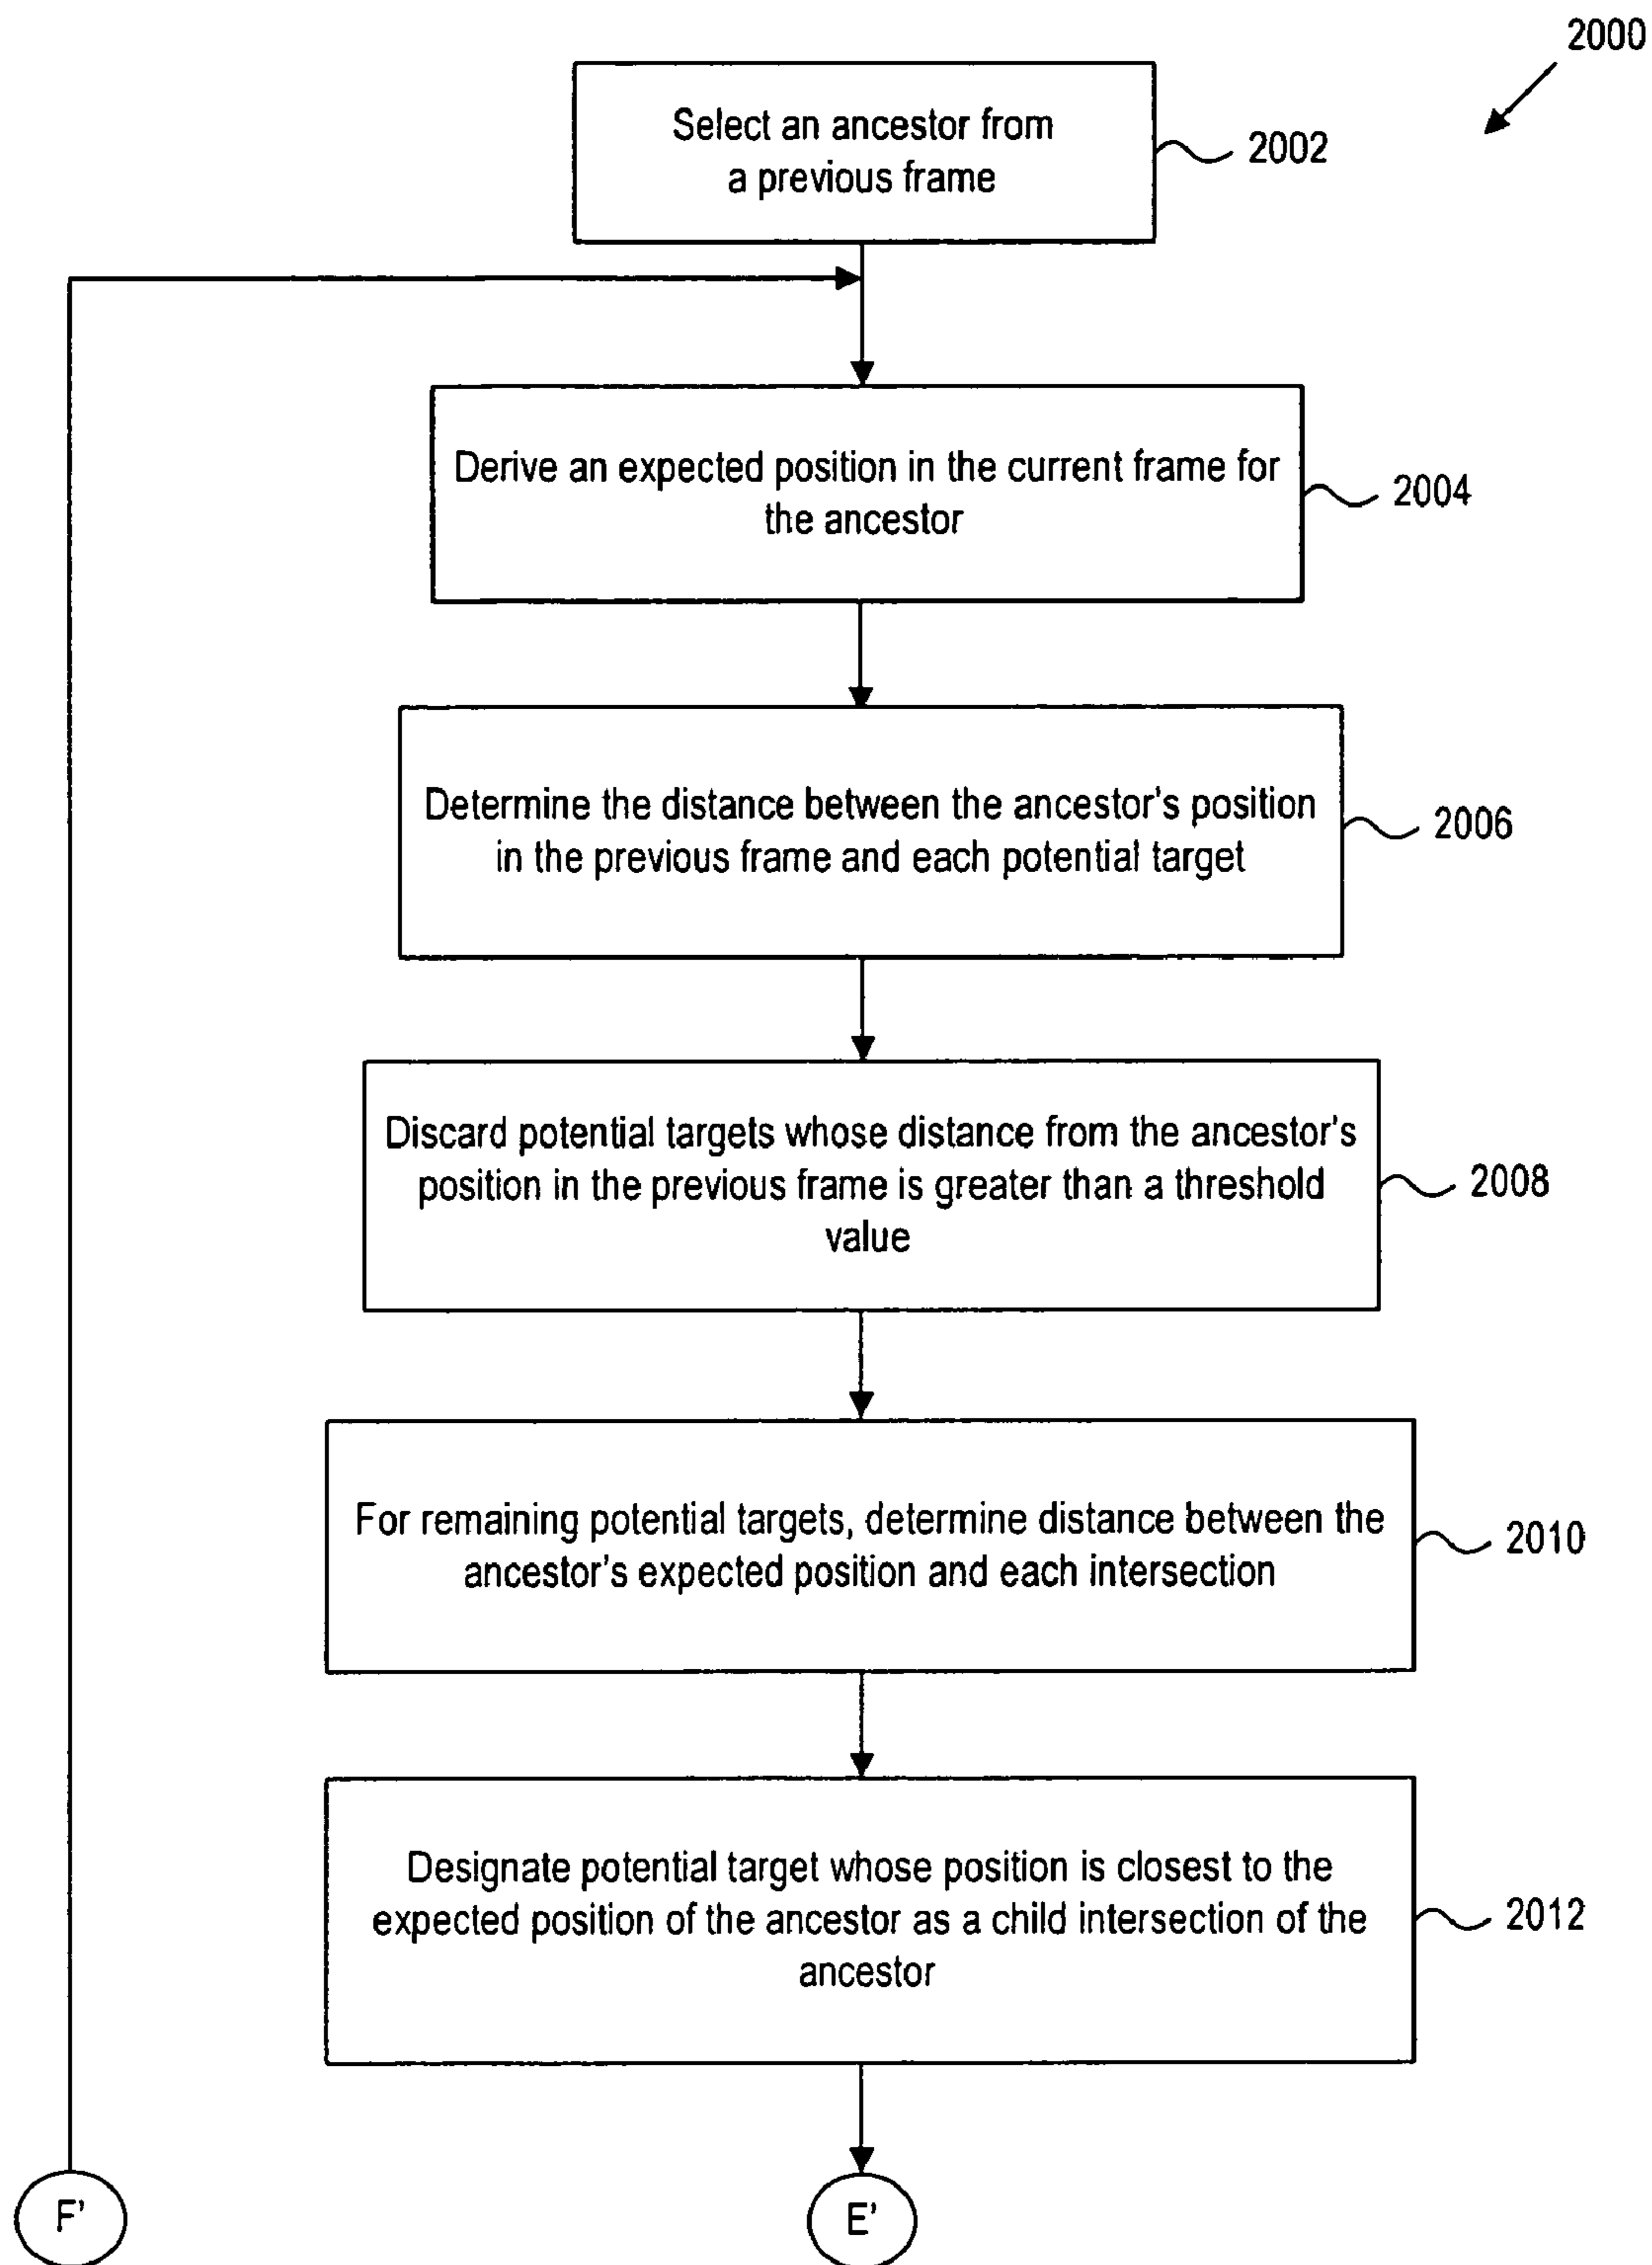 2000
Select an ancestor from
a previous frame
2002
Derive an expected position in the current frame for
the ancestor
2004
Determine the distance between the ancestor's position
in the previous frame and each potential target
2006
Discard potential targets whose distance from the ancestor's
position in the previous frame is greater than a threshold
value
2008
For remaining potential targets, determine distance between the
ancestor's expected position and each intersection
2010
Designate potential target whose position is closest to the
expected position of the ancestor as a child intersection of the
ancestor
2012
F'
E'